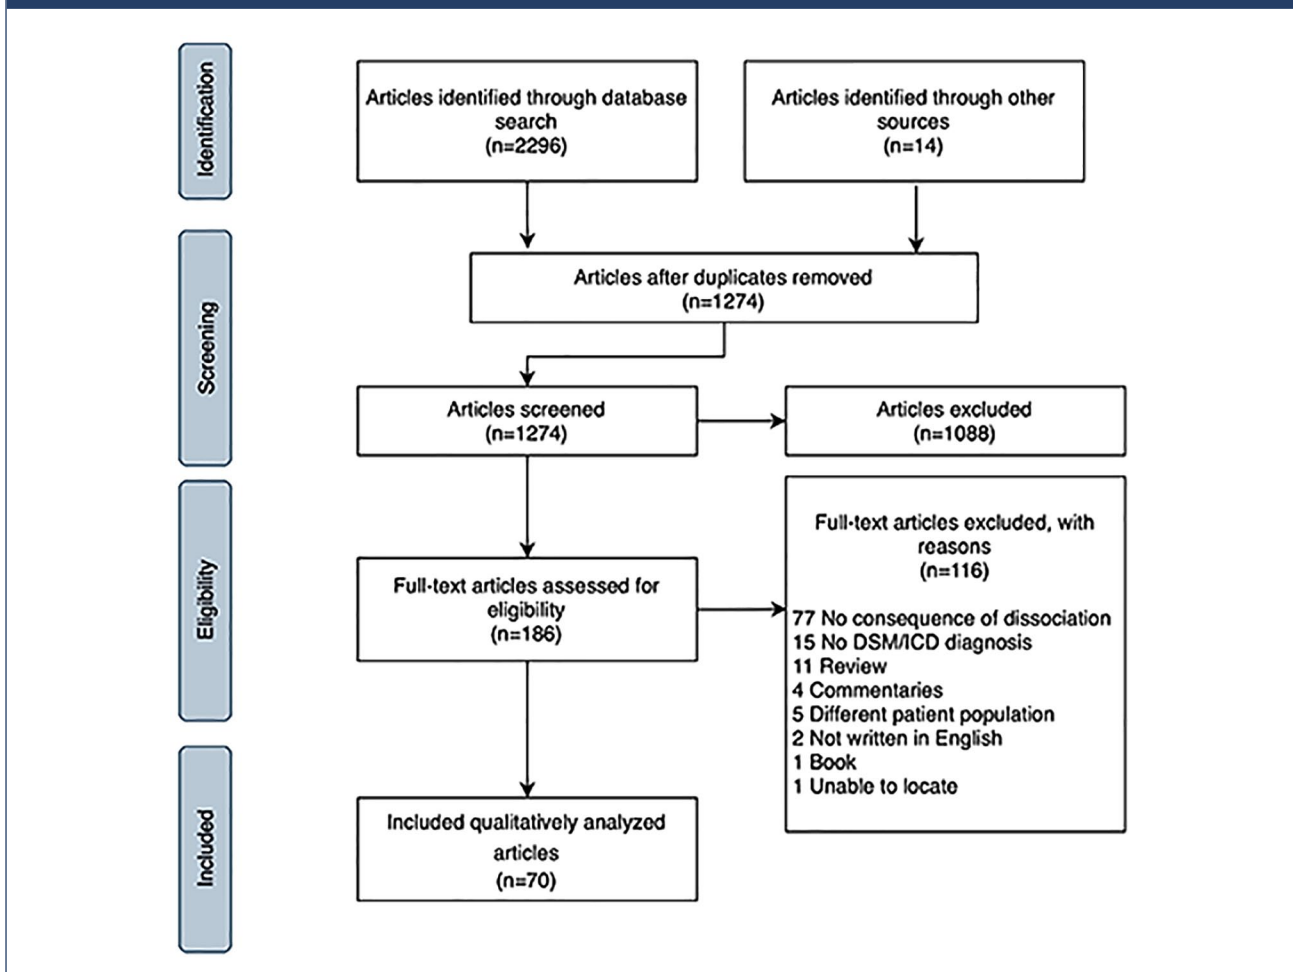 Identification
Articles identified through database
search
(n=2296)
Articles identified through other
sources
(n=14)
Screening
Articles after duplicates removed
(n=1274)
Articles screened
(n=1274)
Articles excluded
(n=1088)
Eligibility
Full-text articles assessed for
eligibility
(n=186)
Full-text articles excluded, with
reasons
(n=116)
77 No consequence of dissociation
15 No DSM/ICD diagnosis
11 Review
4 Commentaries
5 Different patient population
2 Not written in English
1 Book
1 Unable to locate
Included
Included qualitatively analyzed
articles
(n=70)